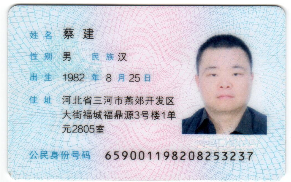 姓名 蔡建
性别 男 民族 汉
出生 1982 年 8 月 25 日
住址 河北省三河市燕郊开发区
大街福城福鼎源3号楼1单
元2805室
公民身份号码 659001198208253237